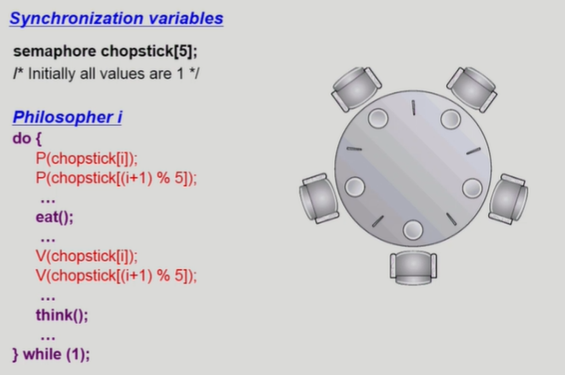 Synchronization variables
semaphore chopstick[5];
/* Initially all values are 1 */
Philosopher i
do {
P(chopstick[i]);
P(chopstick[(i+1) % 5]);
...
eat();
...
V(chopstick[i]);
V(chopstick[(i+1) % 5]);
...
think();
...
} while (1);